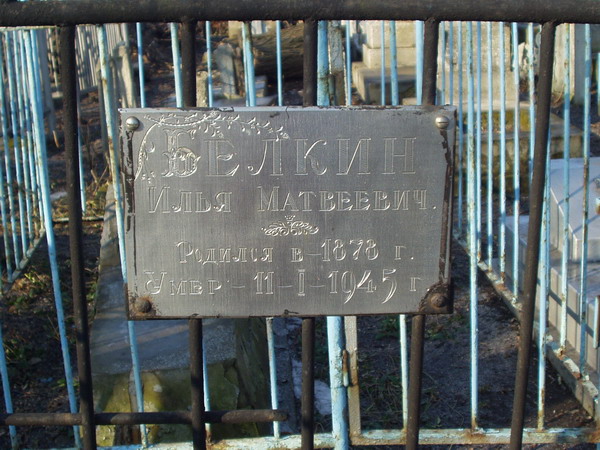 БЕЛКИН
ИЛЬЯ МАТВЕЕВИЧ.
РОДИЛСЯ В-1878 Г.
УМЕР-11-I-1945 Г